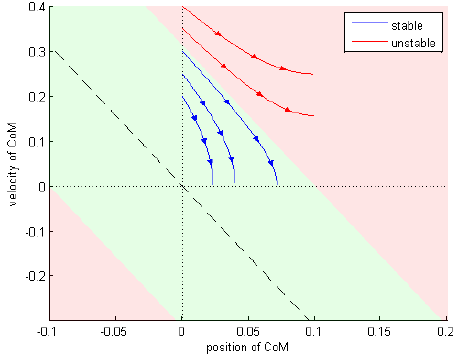 0.4
0.3
0.2
0.1
0
-0.1
-0.2
velocity of CoM
stable
unstable
-0.1 -0.05 0 0.05 0.1 0.15 0.2
position of CoM